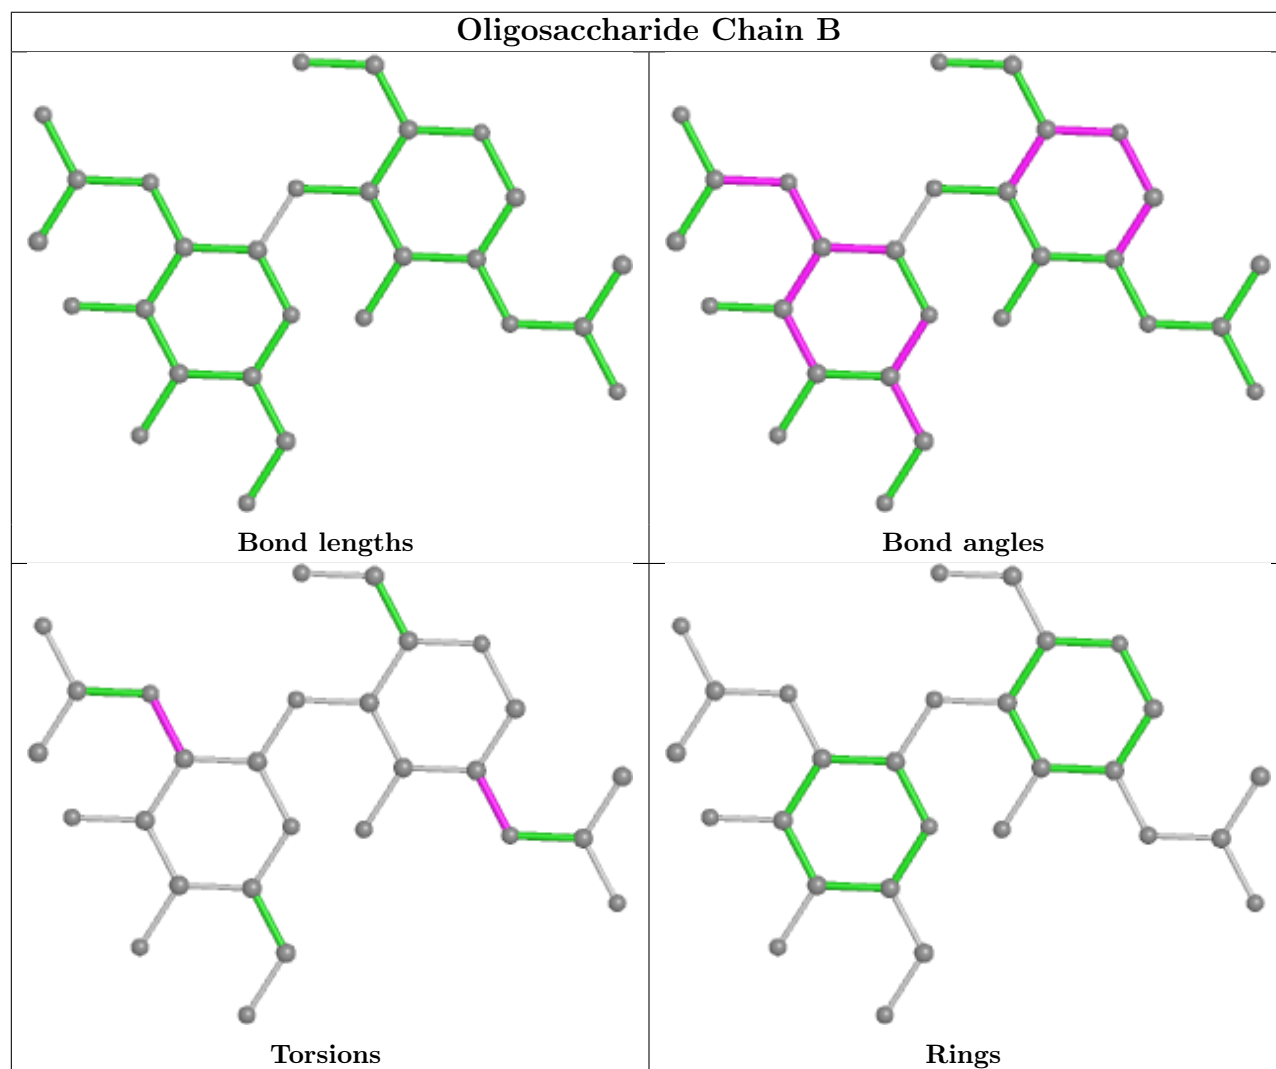 Oligosaccharide Chain B
Bond lengths
Bond angles
Torsions
Rings